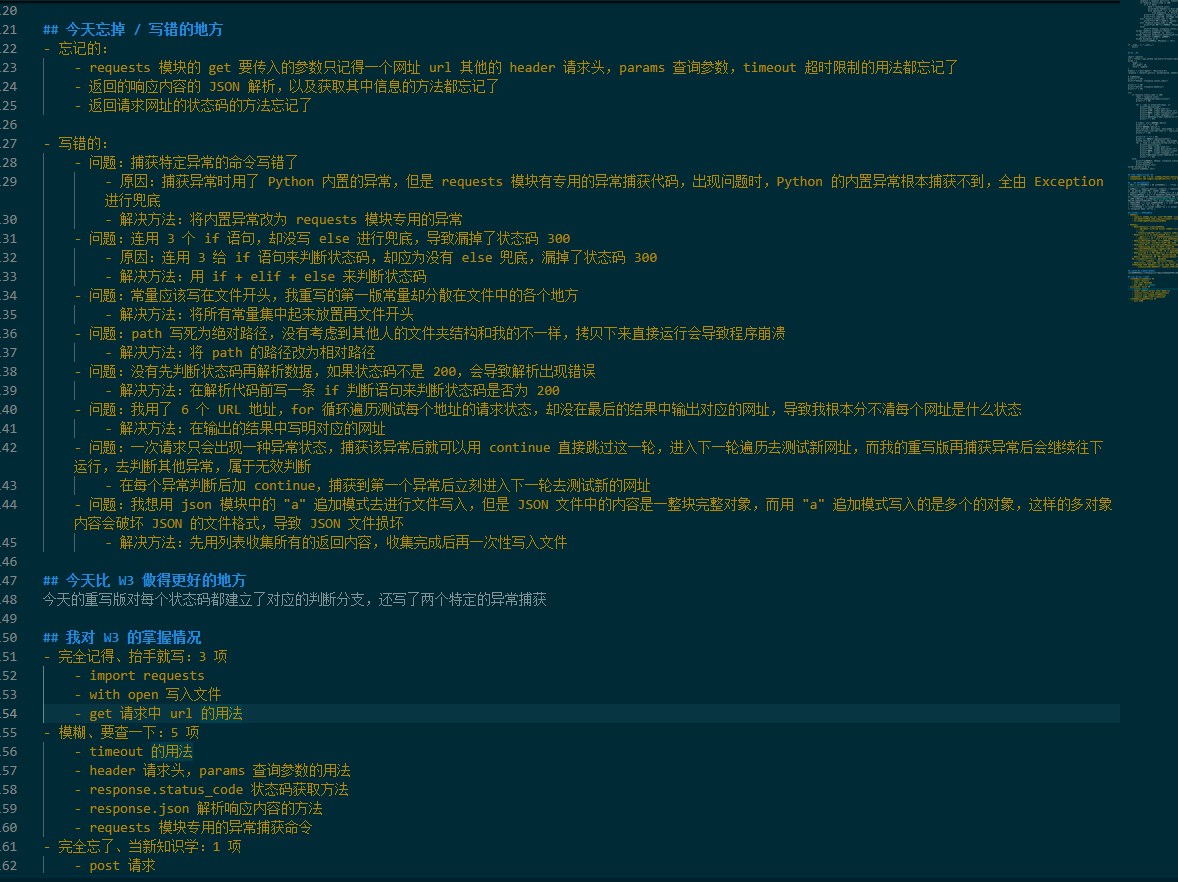 120
121 ## 今天忘掉 / 写错的地方
122 - 忘记的:
123 - requests 模块的 get 要传入的参数只记得一个网址 url 其他的 header 请求头，params 查询参数，timeout 超时限制的用法都忘记了
124 - 返回的响应内容的 JSON 解析，以及获取其中信息的方法都忘记了
125 - 返回请求网址的状态码的方法忘记了
126
127 - 写错的:
128 - 问题：捕获特定异常的命令写错了
129 - 原因：捕获异常时用了 Python 内置的异常，但是 requests 模块有专用的异常捕获代码，出现问题时，Python 的内置异常根本捕获不到，全由 Exception
进行兜底
130 - 解决方法：将内置异常改为 requests 模块专用的异常
131 - 问题：连用 3 个 if 语句，却没写 else 进行兜底，导致漏掉了状态码 300
132 - 原因：连用 3 给 if 语句来判断状态码，却应为没有 else 兜底，漏掉了状态码 300
133 - 解决方法：用 if + elif + else 来判断状态码
134 - 问题：常量应该写在文件开头，我重写的第一版常量却分散在文件中的各个地方
135 - 解决方法：将所有常量集中起来放置再文件开头
136 - 问题：path 写死为绝对路径，没有考虑到其他人的文件夹结构和我的不一样，拷贝下来直接运行会导致程序崩溃
137 - 解决方法：将 path 的路径改为相对路径
138 - 问题：没有先判断状态码再解析数据，如果状态码不是 200，会导致解析出现错误
139 - 解决方法：在解析代码前写一条 if 判断语句来判断状态码是否为 200
140 - 问题：我用了 6 个 URL 地址，for 循环遍历测试每个地址的请求状态，却没在最后的结果中输出对应的网址，导致我根本分不清每个网址是什么状态
141 - 解决方法：在输出的结果中写明对应的网址
142 - 问题：一次请求只会出现一种异常状态，捕获该异常后就可以用 continue 直接跳过这一轮，进入下一轮遍历去测试新网址，而我的重写版再捕获异常后会继续往下
运行，去判断其他异常，属于无效判断
143 - 在每个异常判断后加 continue，捕获到第一个异常后立刻进入下一轮去测试新的网址
144 - 问题：我想用 json 模块中的 "a" 追加模式去进行文件写入，但是 JSON 文件中的内容是一整块完整对象，而用 "a" 追加模式写入的是多个的对象，这样的多对象
内容会破坏 JSON 的文件格式，导致 JSON 文件损坏
145 - 解决方法：先用列表收集所有的返回内容，收集完成后再一次性写入文件
146
147 ## 今天比 W3 做得更好的地方
148 今天的重写版对每个状态码都建立了对应的判断分支，还写了两个特定的异常捕获
149
150 ## 我对 W3 的掌握情况
151 - 完全记得、抬手就写：3 项
152 - import requests
153 - with open 写入文件
154 - get 请求中 url 的用法
155 - 模糊、要查一下：5 项
156 - timeout 的用法
157 - header 请求头，params 查询参数的用法
158 - response.status_code 状态码获取方法
159 - response.json 解析响应内容的方法
160 - requests 模块专用的异常捕获命令
161 - 完全忘了、当新知识学：1 项
162 - post 请求